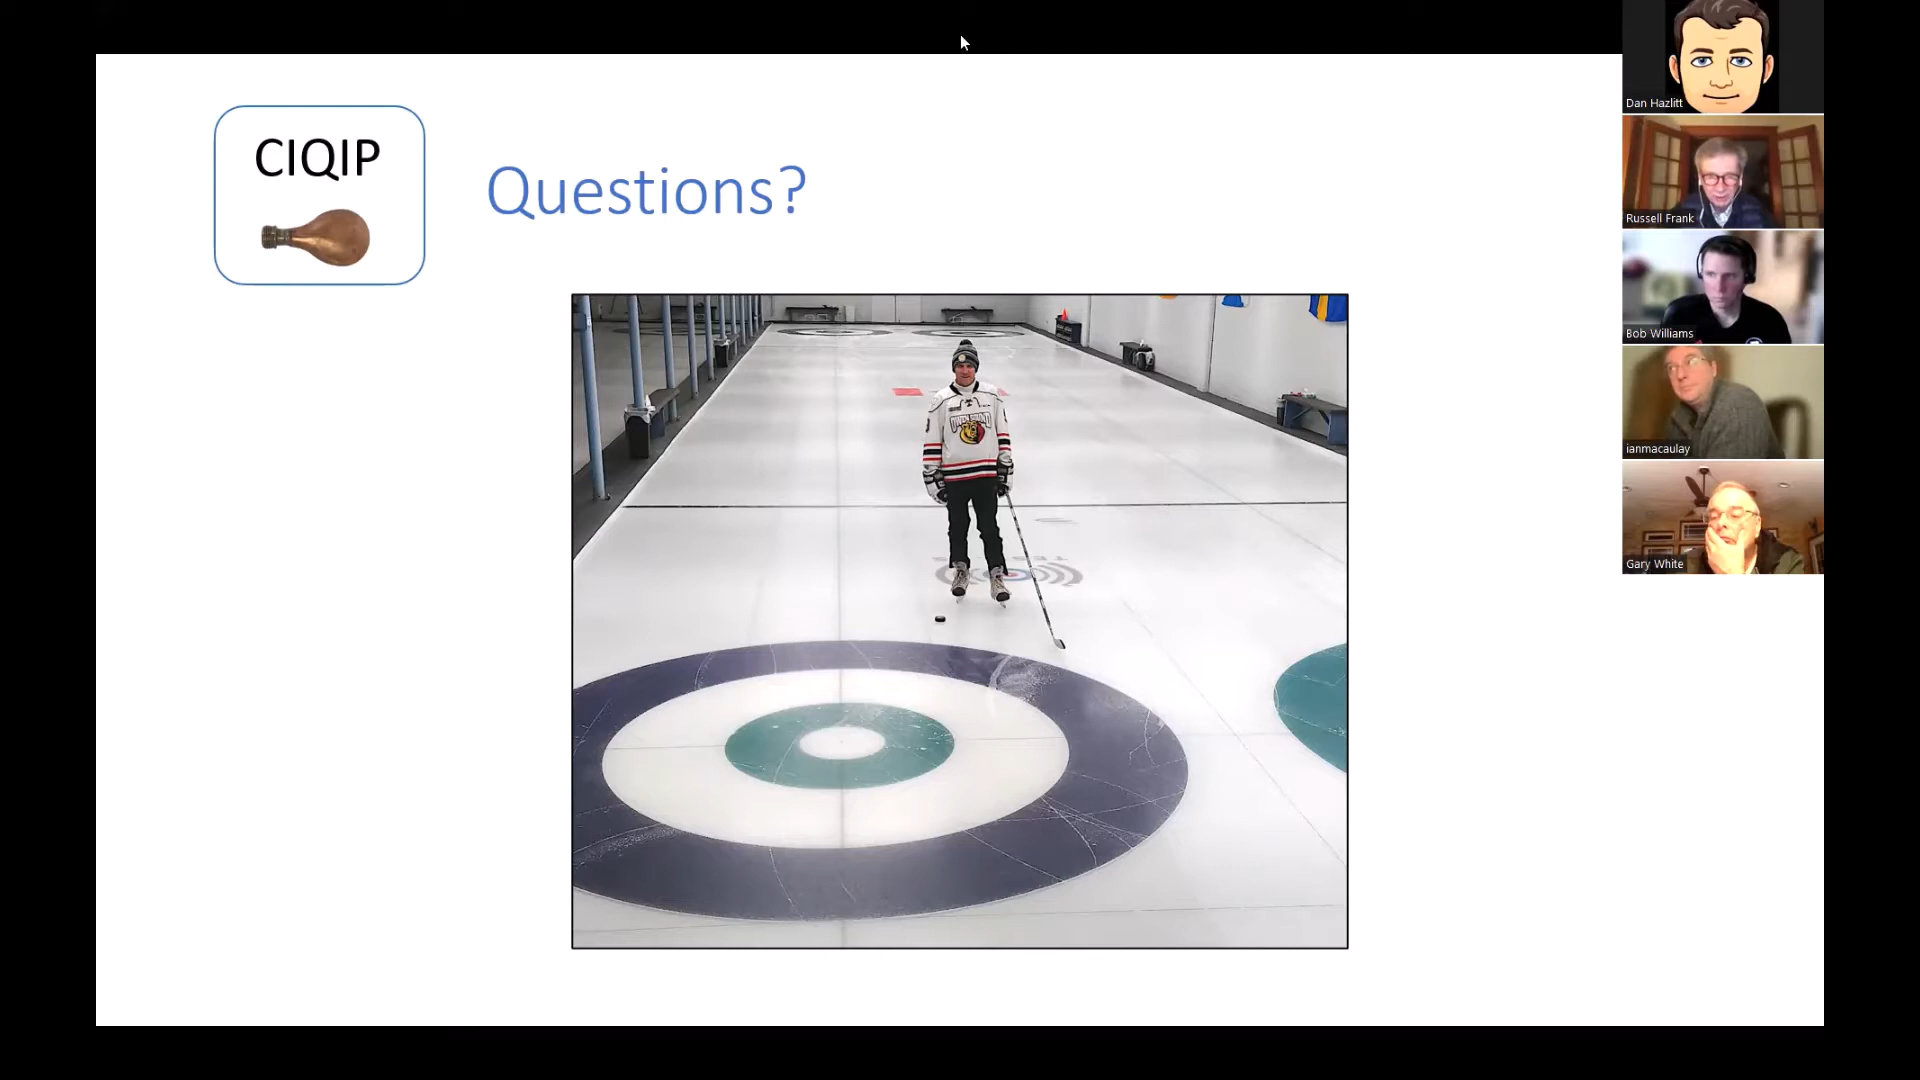 CIQIP
Questions?
Dan Hazlitt
Russell Frank
Bob Williams
ianmacaulay
Gary White